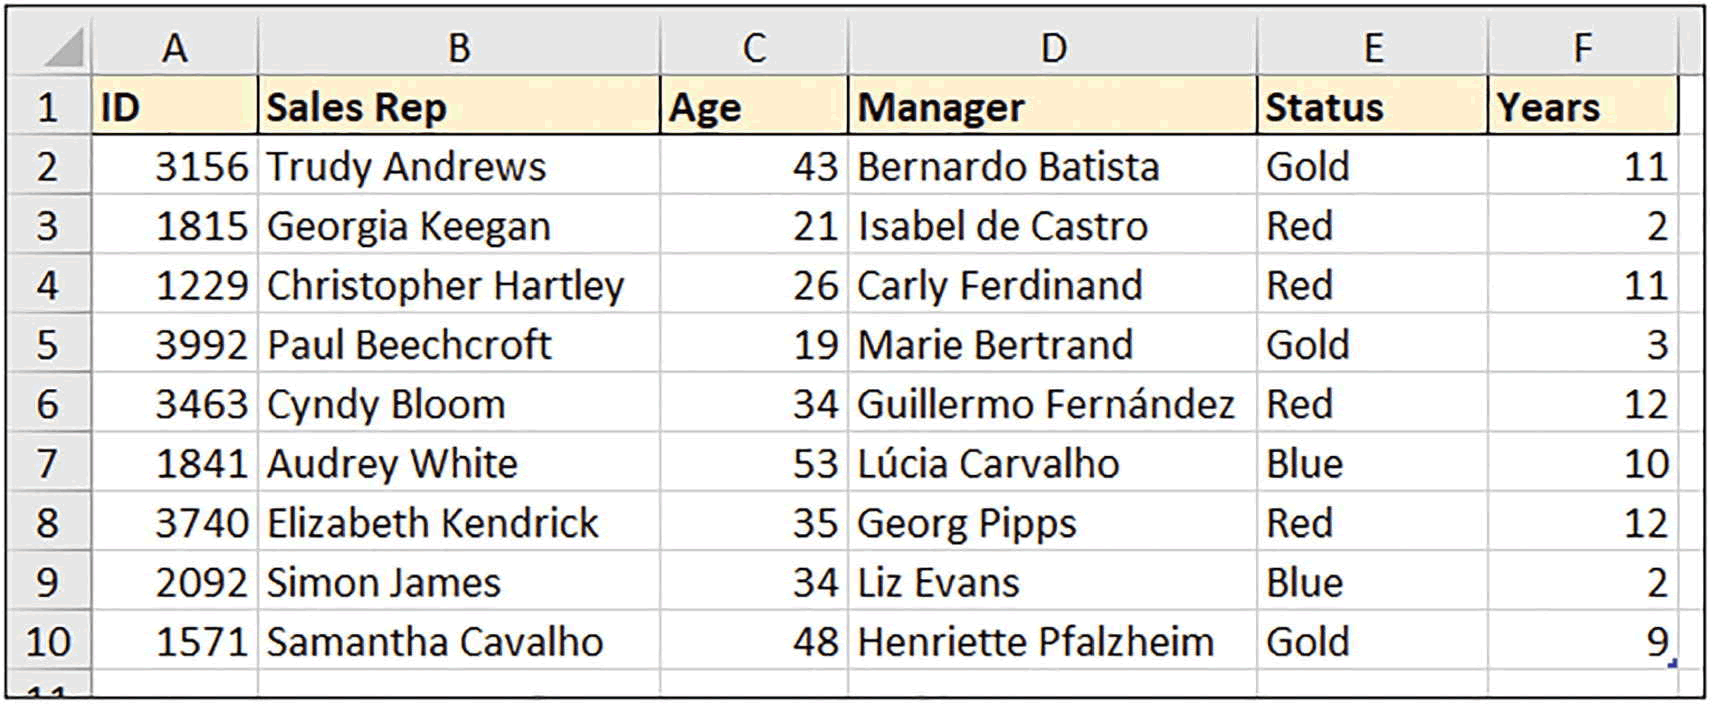 A B C D E F
1 ID Sales Rep Age Manager Status Years
2 3156 Trudy Andrews 43 Bernardo Batista Gold 11
3 1815 Georgia Keegan 21 Isabel de Castro Red 2
4 1229 Christopher Hartley 26 Carly Ferdinand Red 11
5 3992 Paul Beechcroft 19 Marie Bertrand Gold 3
6 3463 Cyndy Bloom 34 Guillermo Fernández Red 12
7 1841 Audrey White 53 Lúcia Carvalho Blue 10
8 3740 Elizabeth Kendrick 35 Georg Pipps Red 12
9 2092 Simon James 34 Liz Evans Blue 2
10 1571 Samantha Cavalho 48 Henriette Pfalzheim Gold 9
11